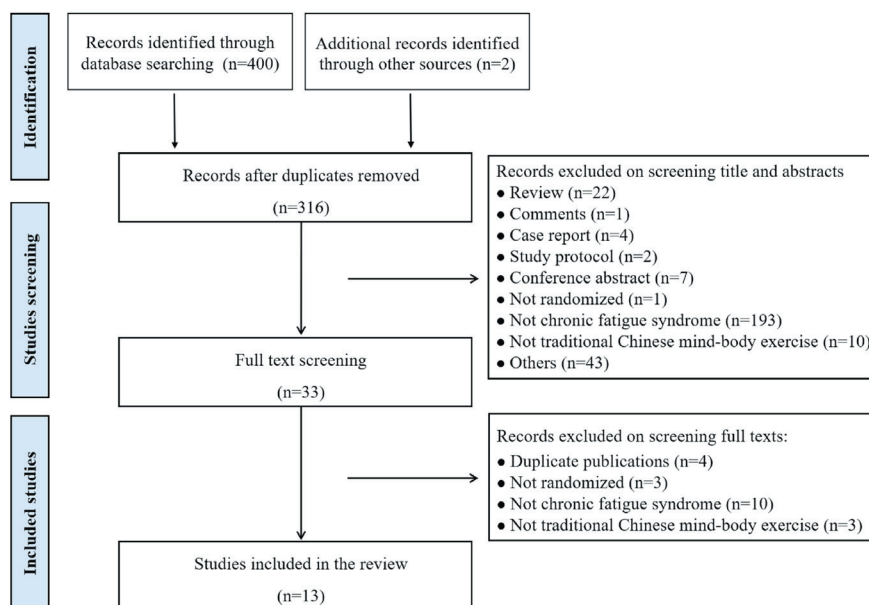 Identification
Records identified through
database searching (n=400)
Additional records identified
through other sources (n=2)
Records after duplicates removed
(n=316)
Records excluded on screening title and abstracts
● Review (n=22)
● Comments (n=1)
● Case report (n=4)
● Study protocol (n=2)
● Conference abstract (n=7)
● Not randomized (n=1)
● Not chronic fatigue syndrome (n=193)
● Not traditional Chinese mind-body exercise (n=10)
● Others (n=43)
Studies screening
Full text screening
(n=33)
Records excluded on screening full texts:
● Duplicate publications (n=4)
● Not randomized (n=3)
● Not chronic fatigue syndrome (n=10)
● Not traditional Chinese mind-body exercise (n=3)
Included studies
Studies included in the review
(n=13)